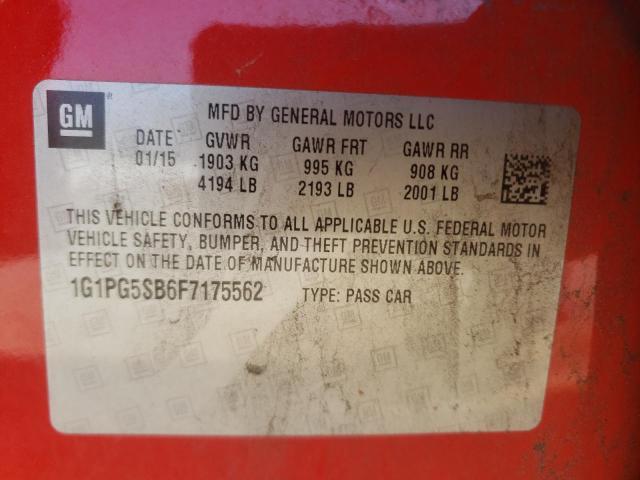 GM
MFD BY GENERAL MOTORS LLC
DATE GVWR GAWR FRT GAWR RR
01/15 1903 KG 995 KG 908 KG
4194 LB 2193 LB 2001 LB
THIS VEHICLE CONFORMS TO ALL APPLICABLE U.S. FEDERAL MOTOR
VEHICLE SAFETY, BUMPER, AND THEFT PREVENTION STANDARDS IN
EFFECT ON THE DATE OF MANUFACTURE SHOWN ABOVE.
1G1PG5SB6F7175562 TYPE: PASS CAR